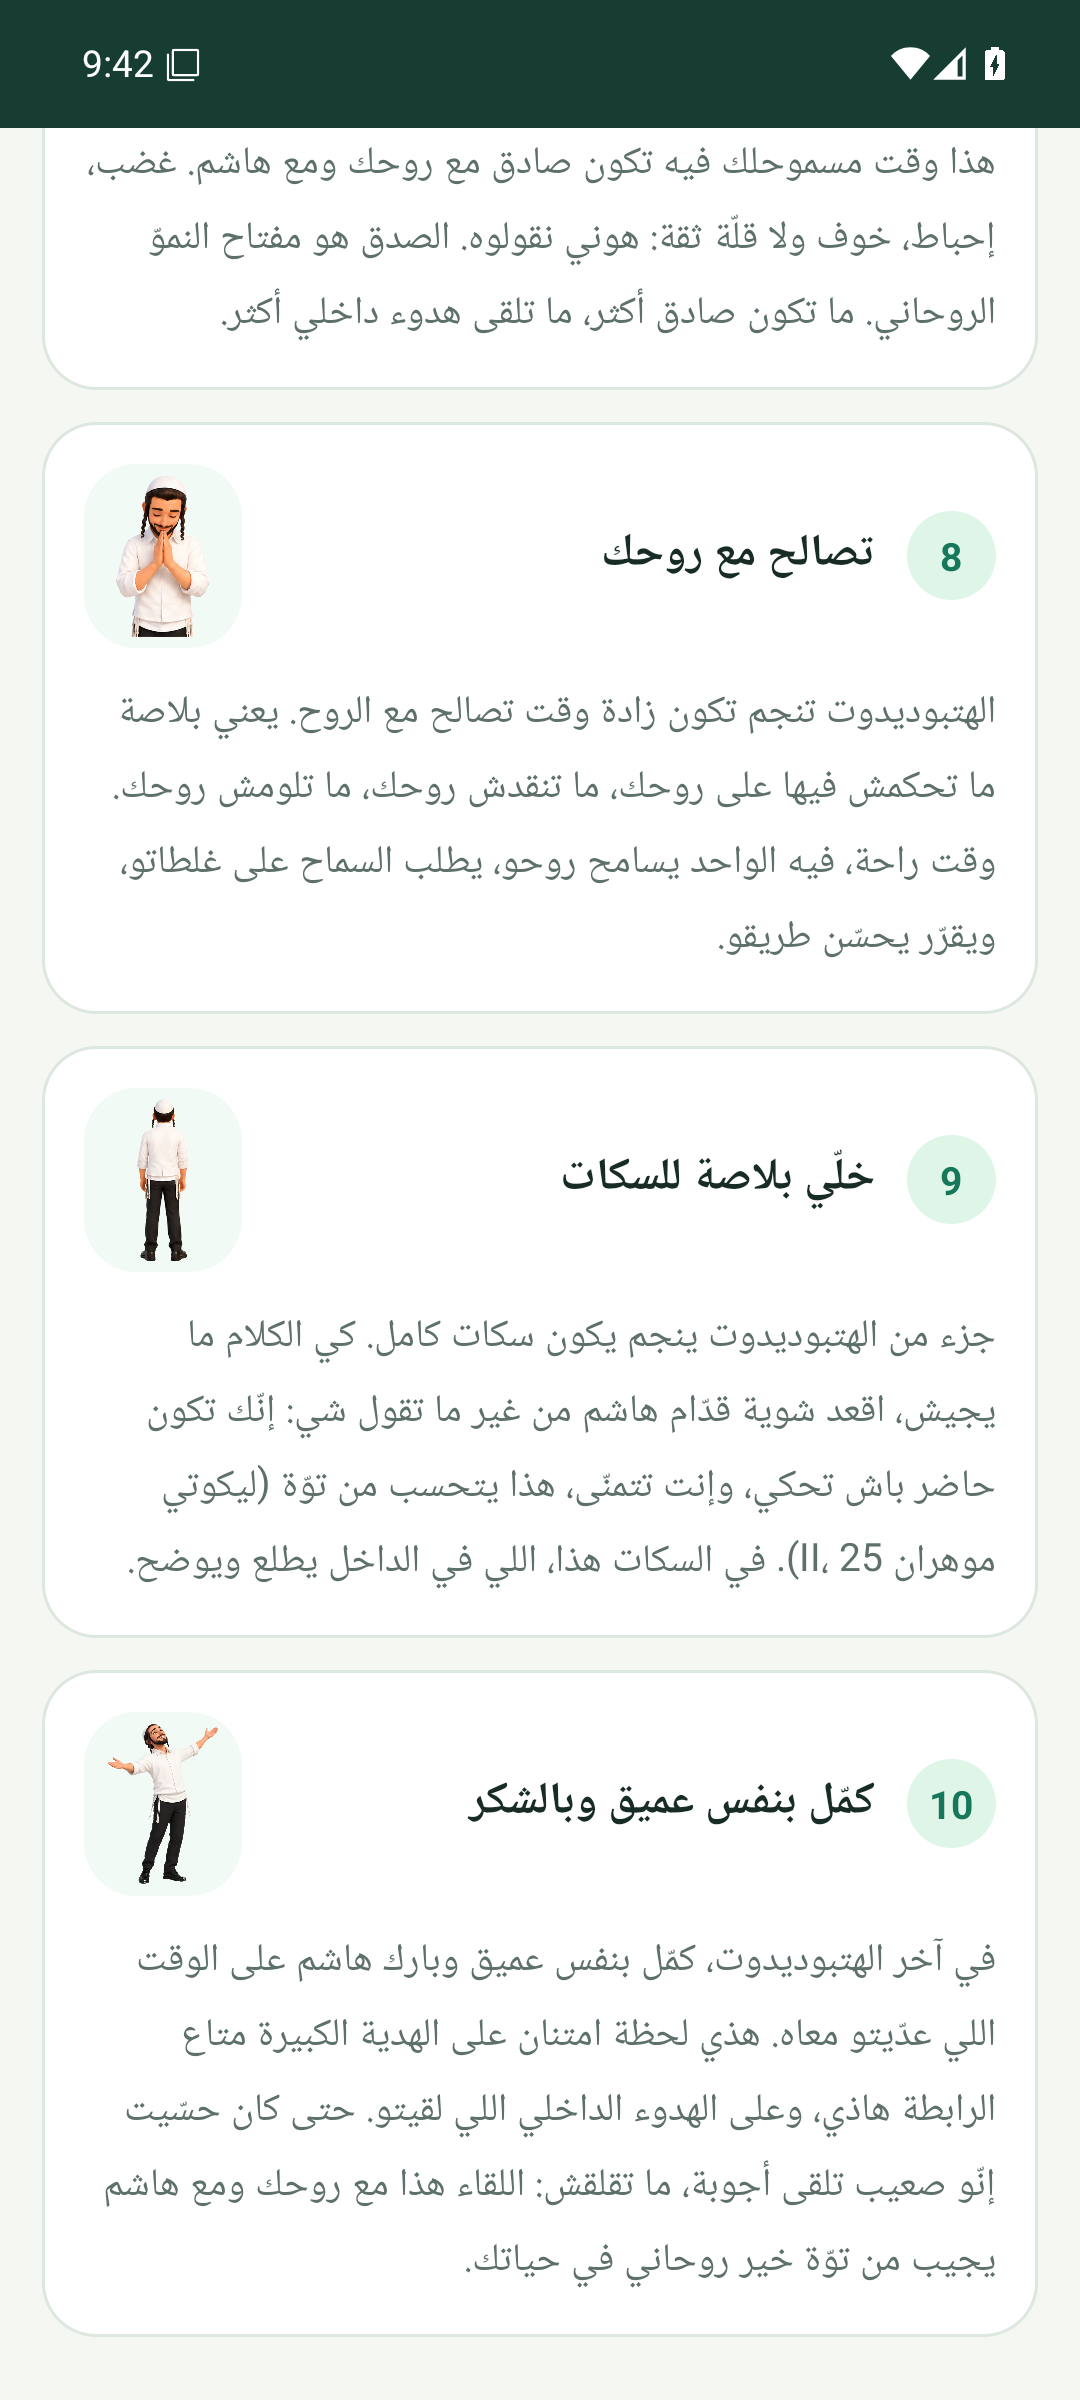 9:42
هذا وقت مسموحلك فيه تكون صادق مع روحك ومع هاشم. غضب،
إحباط، خوف ولا قلّة ثقة: هوني نقولوه. الصدق هو مفتاح النموّ
الروحاني. ما تكون صادق أكثر، ما تلقى هدوء داخلي أكثر.
8
تصالح مع روحك
الهتبوديدوت تنجم تكون زادة وقت تصالح مع الروح. يعني بلاصة
ما تحكمش فيها على روحك، ما تنقدش روحك، ما تلومش روحك.
وقت راحة، فيه الواحد يسامح روحو، يطلب السماح على غلطاتو،
ويقرّر يحسّن طريقو.
9
خلّي بلاصة للسكات
جزء من الهتبوديدوت ينجم يكون سكات كامل. كي الكلام ما
يجيش، اقعد شوية قدّام هاشم من غير ما تقول شي: إنّك تكون
حاضر باش تحكي، وإنت تتمنّى، هذا يتحسب من توّة (ليكوتي
موهران II، 25). في السكات هذا، اللي في الداخل يطلع ويوضح.
10
كمّل بنفس عميق وبالشكر
في آخر الهتبوديدوت، كمّل بنفس عميق وبارك هاشم على الوقت
اللي عدّيتو معاه. هذي لحظة امتنان على الهدية الكبيرة متاع
الرابطة هاذي، وعلى الهدوء الداخلي اللي لقيتو. حتى كان حسّيت
إنّو صعيب تلقى أجوبة، ما تقلقش: اللقاء هذا مع روحك ومع هاشم
يجيب من توّة خير روحاني في حياتك.